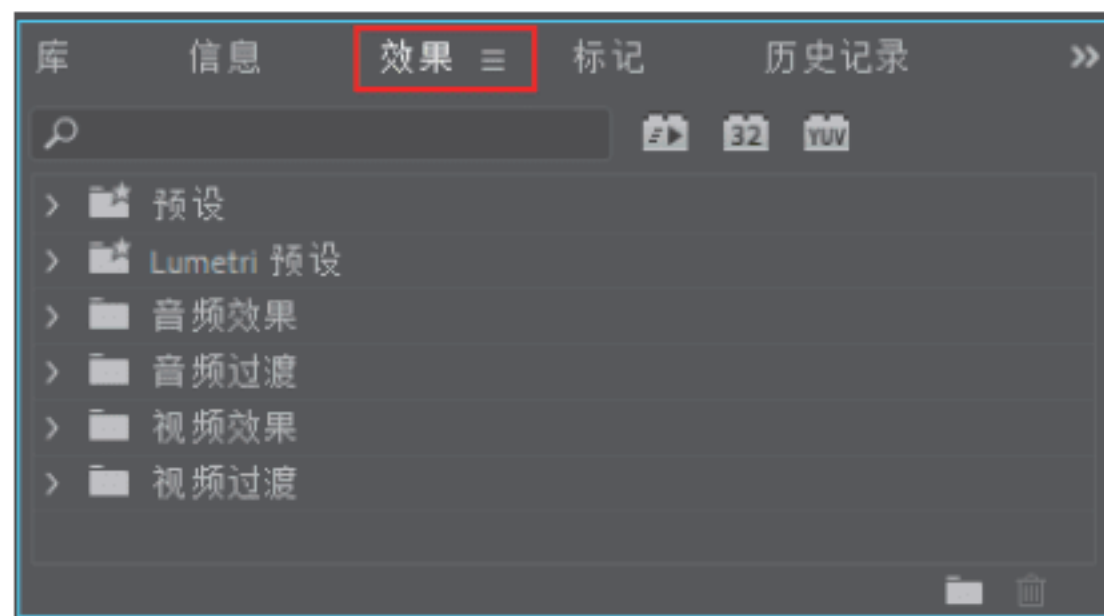 库 信息 效果 标记 历史记录
32 YUV
预设
Lumetri 预设
音频效果
音频过渡
视频效果
视频过渡